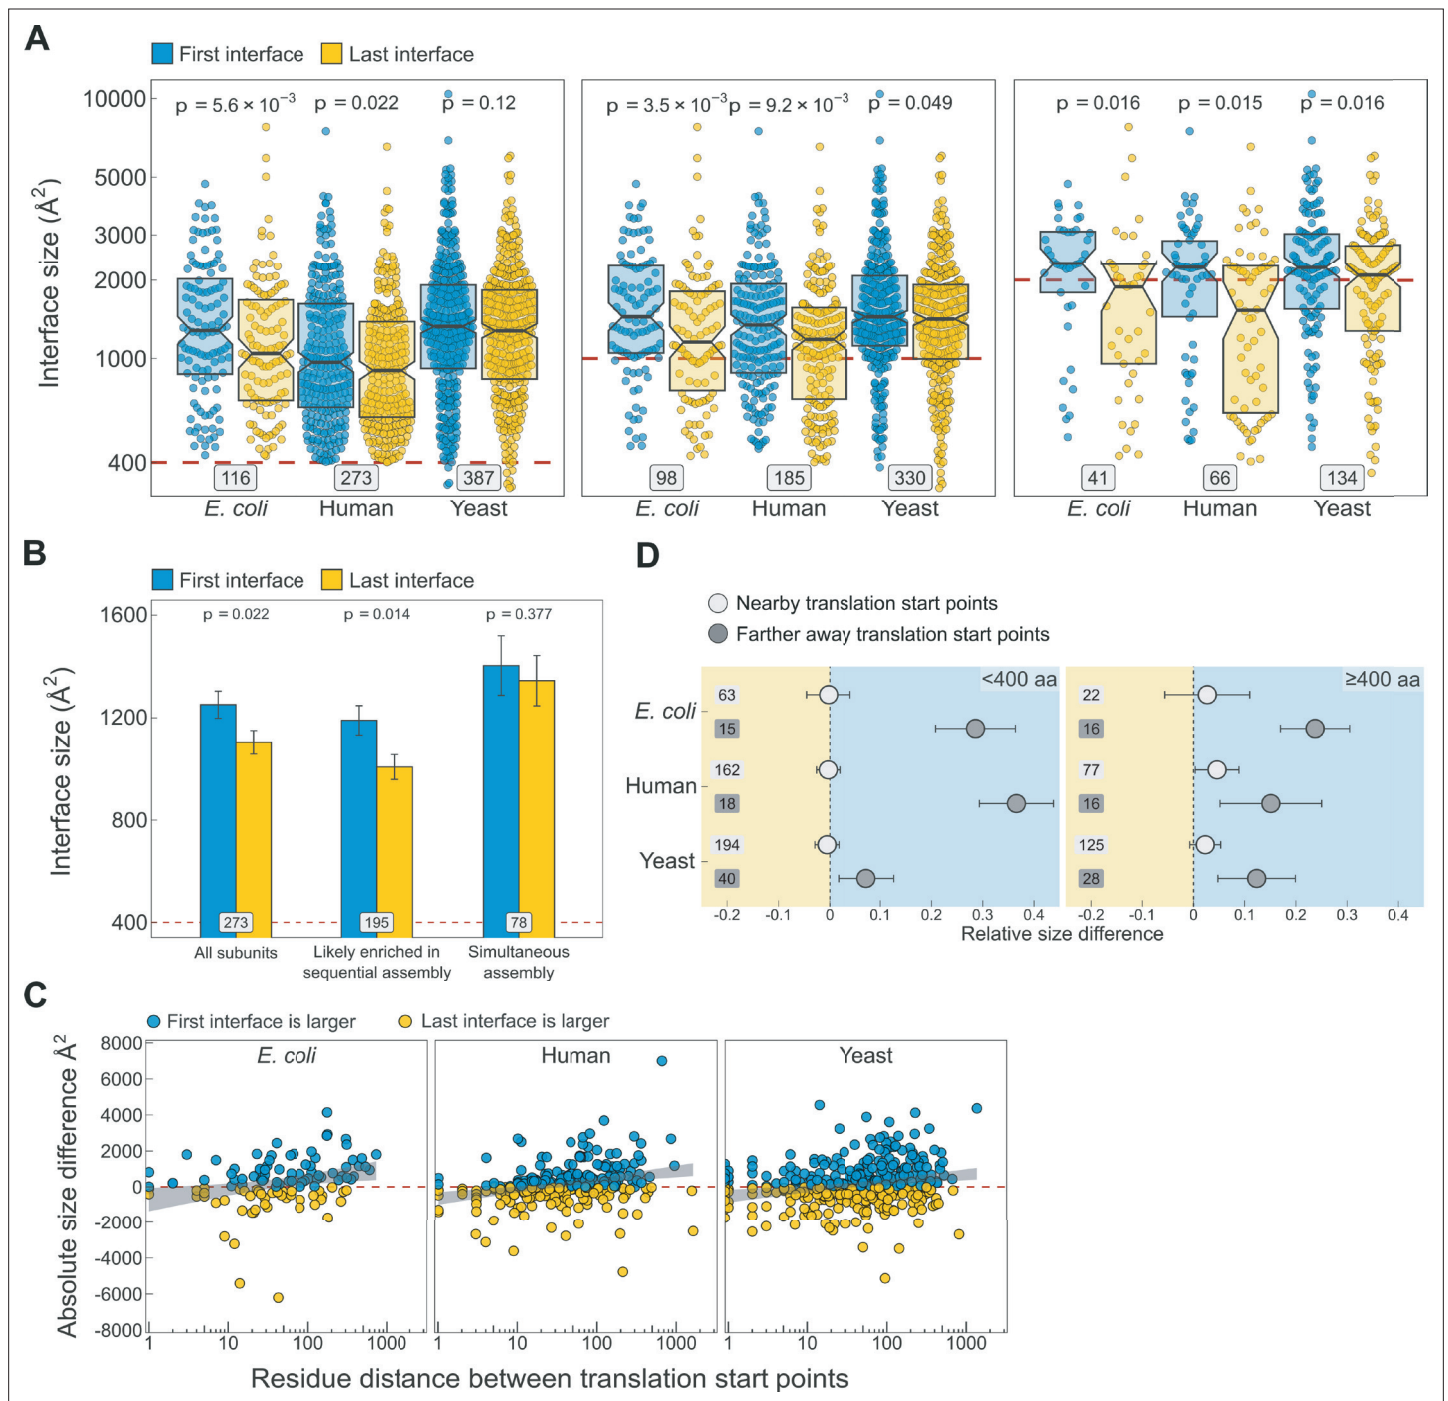 A
First interface Last interface
Interface size (Å²)
10000
5000
3000
2000
1000
400
p = 5.6 × 10⁻³ p = 0.022 p = 0.12
116 273 387
E. coli Human Yeast
p = 3.5 × 10⁻³ p = 9.2 × 10⁻³ p = 0.049
98 185 330
E. coli Human Yeast
p = 0.016 p = 0.015 p = 0.016
41 66 134
E. coli Human Yeast
B
First interface Last interface
Interface size (Å²)
1600
1200
800
400
p = 0.022 p = 0.014 p = 0.377
273 195 78
All subunits
Likely enriched in
sequential assembly
Simultaneous
assembly
D
Nearby translation start points
Farther away translation start points
<400 aa ≥400 aa
E. coli
63 22
15 16
Human
162 77
18 16
Yeast
194 125
40 28
-0.2 -0.1 0 0.1 0.2 0.3 0.4 -0.2 -0.1 0 0.1 0.2 0.3 0.4
Relative size difference
C
First interface is larger Last interface is larger
Absolute size difference Å²
8000
6000
4000
2000
0
-2000
-4000
-6000
-8000
E. coli Human Yeast
1 10 100 1000 1 10 100 1000 1 10 100 1000
Residue distance between translation start points